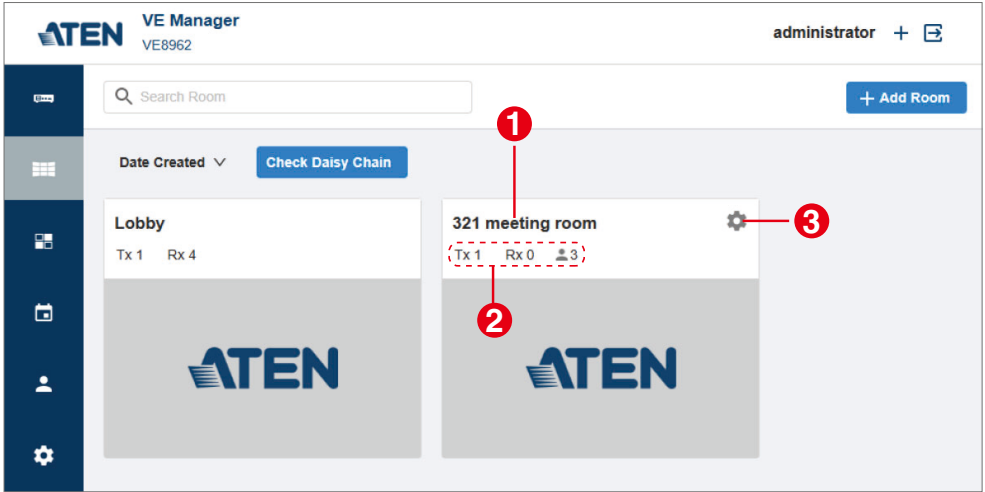 ATEN
VE Manager
VE8962
administrator
Search Room
+ Add Room
Date Created
Check Daisy Chain
1
Lobby
Tx 1 Rx 4
321 meeting room
3
Tx 1 Rx 0 3
2
ATEN
ATEN